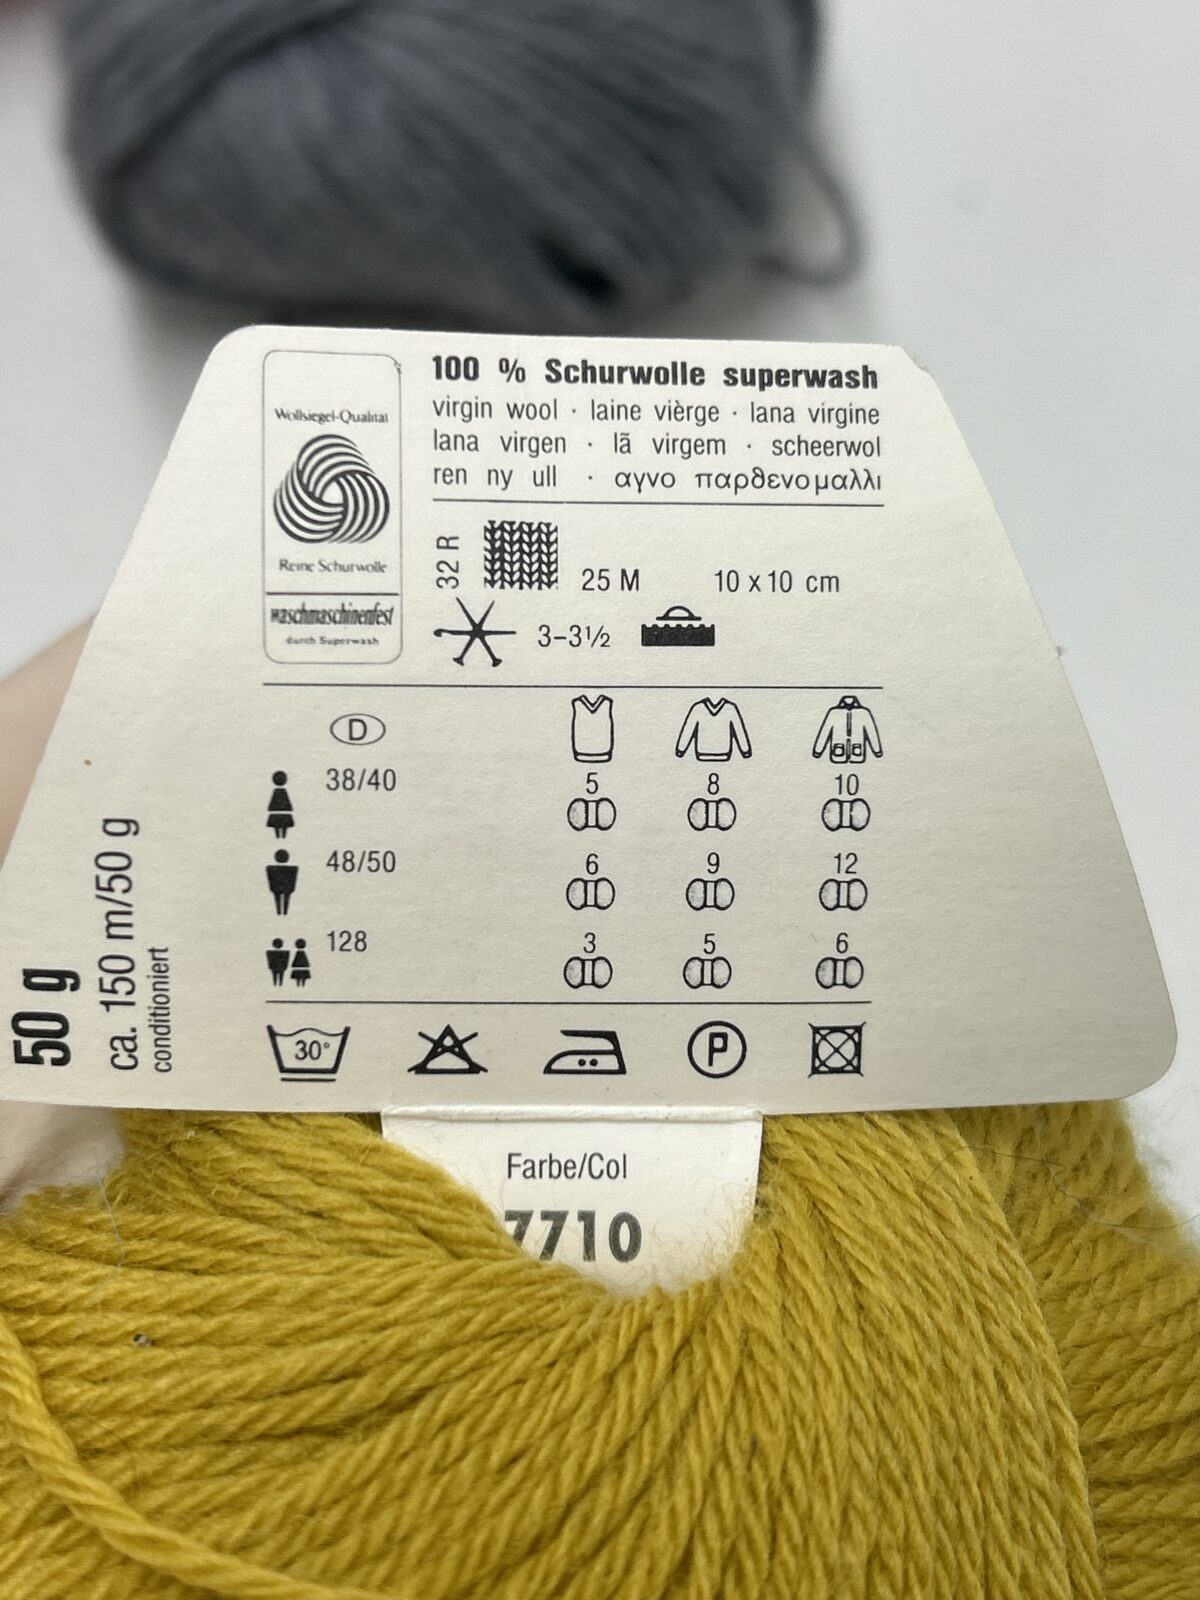 Wollsiegel-Qualität
Reine Schurwolle
waschmaschinenfest
durch Superwash
100 % Schurwolle superwash
virgin wool · laine vièrge · lana virgine
lana virgen · lã virgem · scheerwol
ren ny ull · αγνο παρθενο μαλλι
32 R
25 M 10 x 10 cm
3-3½
D
38/40 5 8 10
48/50 6 9 12
128 3 5 6
30° P
50 g
ca. 150 m/50 g
conditioniert
Farbe/Col
7710